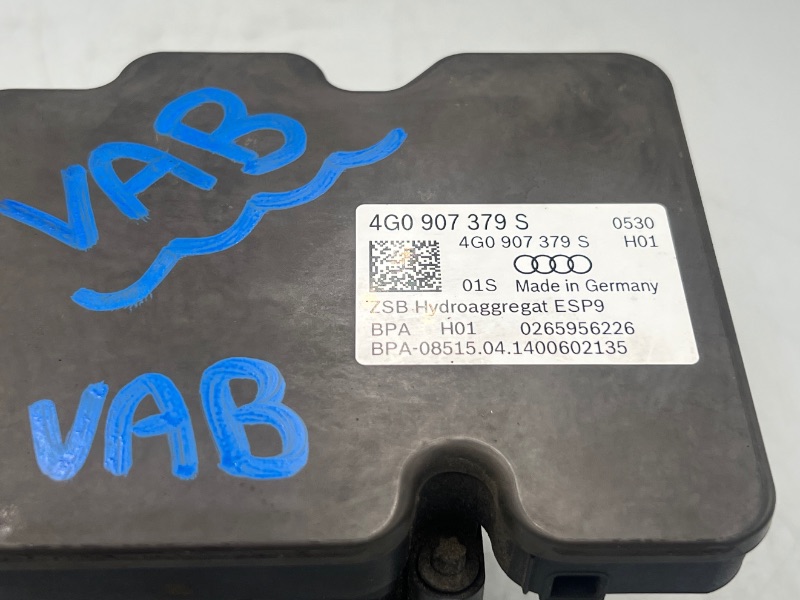 VAB
4G0 907 379 S 0530
4G0 907 379 S H01
01S Made in Germany
ZSB Hydroaggregat ESP9
BPA H01 0265956226
BPA-08515.04.1400602135
VAB